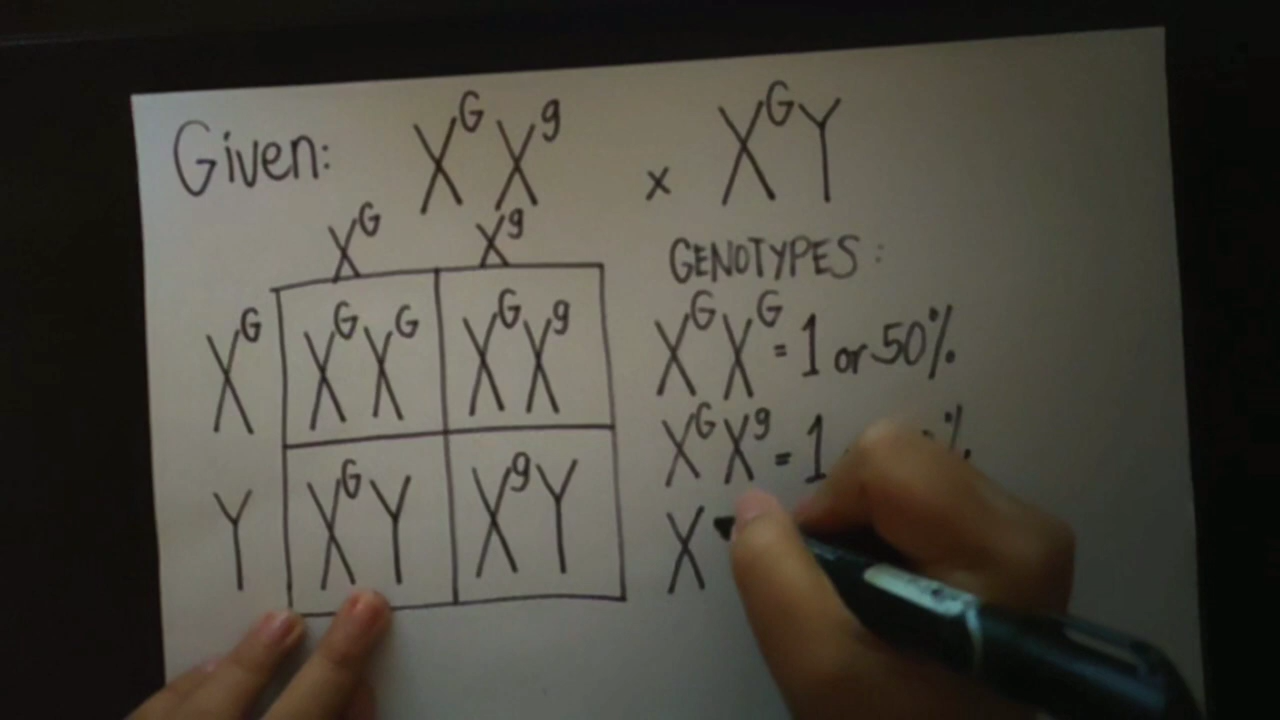 Given: X^G X^g x X^G Y
X^G X^g
GENOTYPES:
X^G X^G X^G X^g
X^G X^G = 1 or 50%
Y X^G Y X^g Y
X^G X^g = 1 %
X